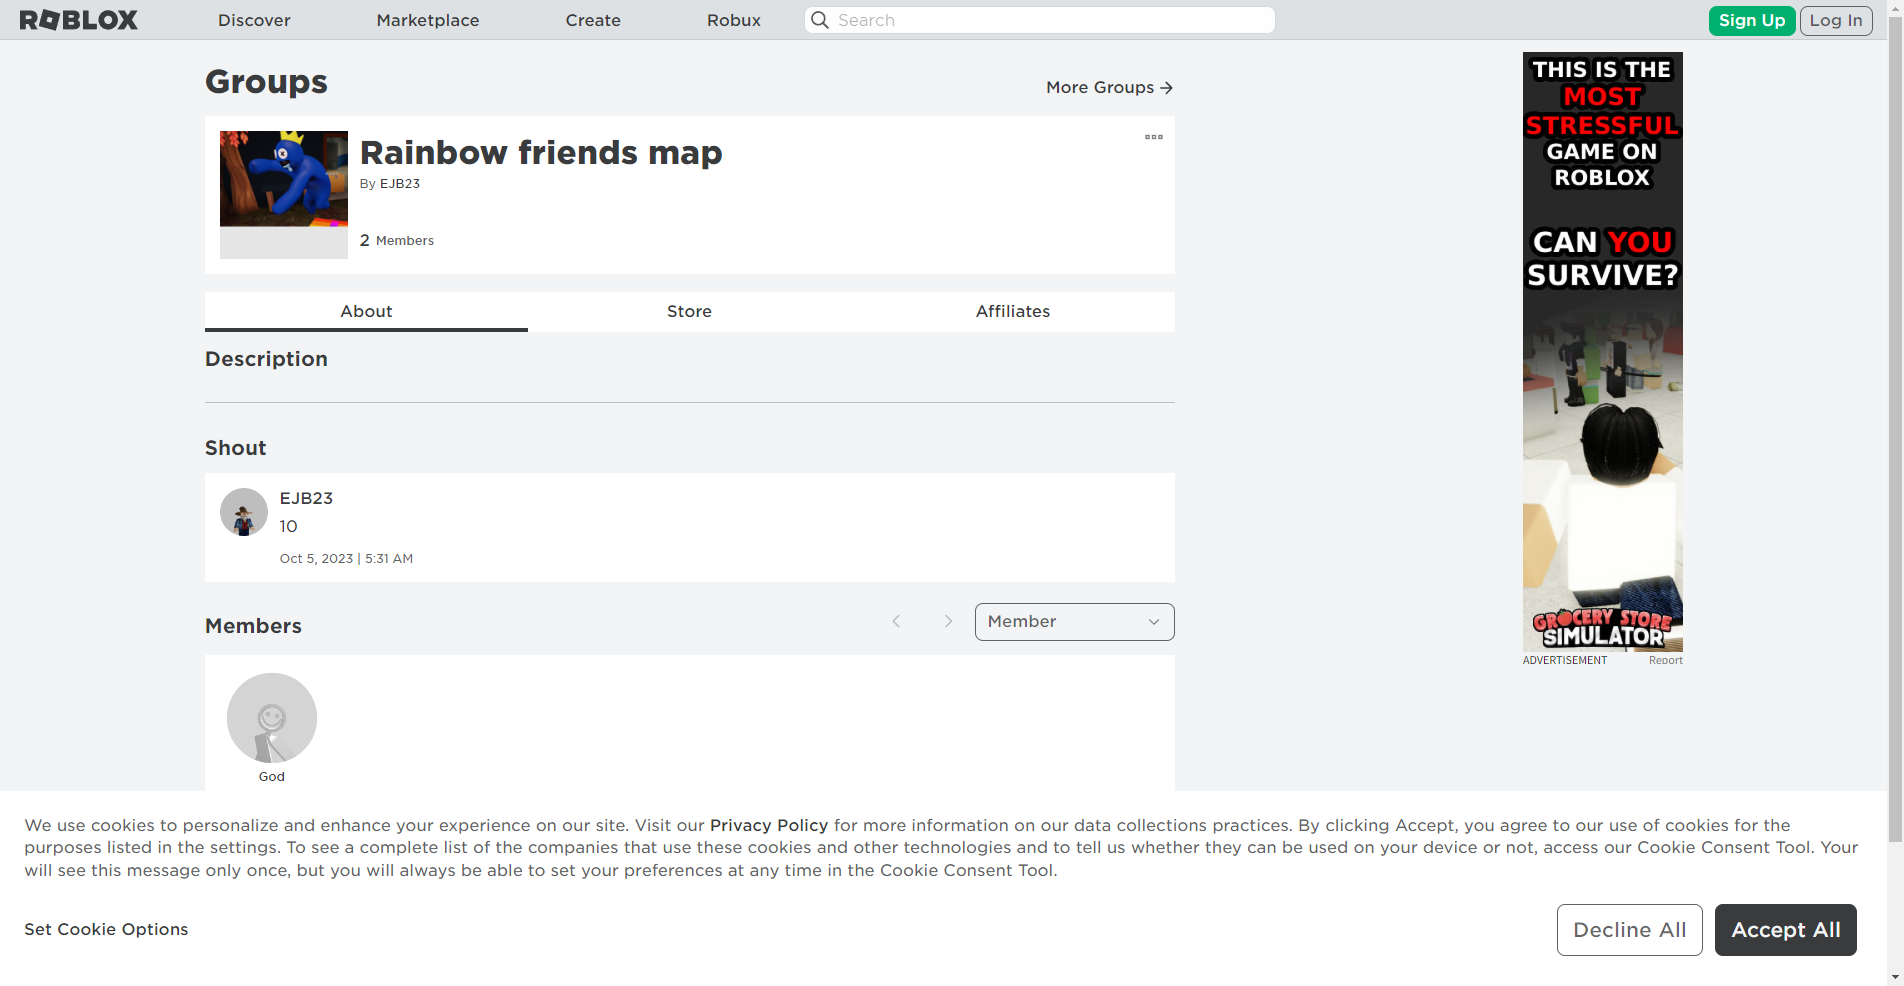 ROBLOX Discover Marketplace Create Robux Search Sign Up Log In
Groups
More Groups
Rainbow friends map
By EJB23
2 Members
About Store Affiliates
Description
Shout
EJB23
10
Oct 5, 2023 | 5:31 AM
Members
Member
God
THIS IS THE
MOST
STRESSFUL
GAME ON
ROBLOX
CAN YOU
SURVIVE?
GROCERY STORE
SIMULATOR
ADVERTISEMENT Report
We use cookies to personalize and enhance your experience on our site. Visit our Privacy Policy for more information on our data collections practices. By clicking Accept, you agree to our use of cookies for the
purposes listed in the settings. To see a complete list of the companies that use these cookies and other technologies and to tell us whether they can be used on your device or not, access our Cookie Consent Tool. Your
will see this message only once, but you will always be able to set your preferences at any time in the Cookie Consent Tool.
Set Cookie Options
Decline All
Accept All